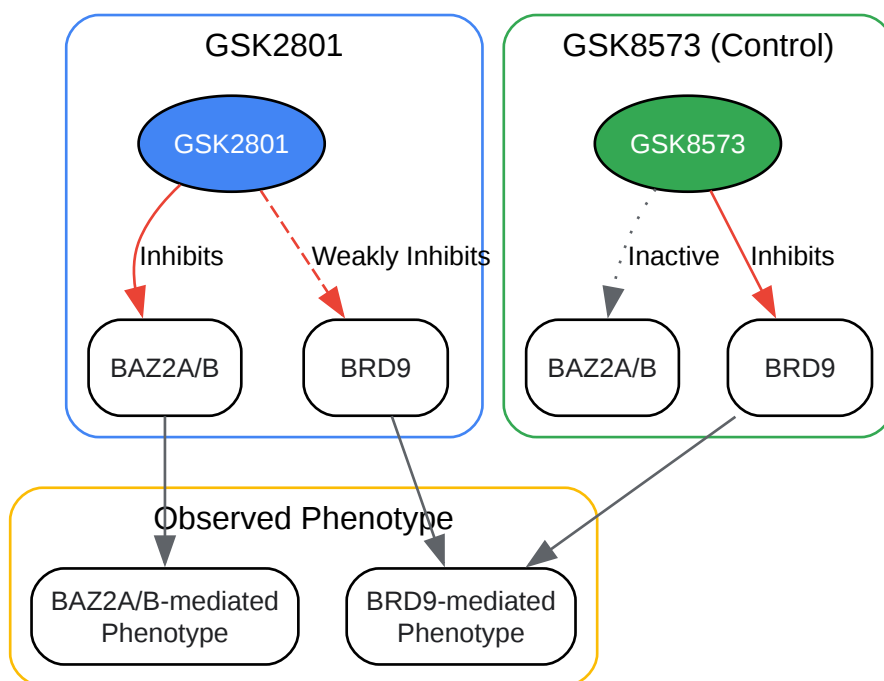 GSK2801
GSK8573 (Control)
GSK2801
GSK8573
Inhibits
Weakly Inhibits
Inactive
Inhibits
BAZ2A/B
BRD9
BAZ2A/B
BRD9
Observed Phenotype
BAZ2A/B-mediated
Phenotype
BRD9-mediated
Phenotype